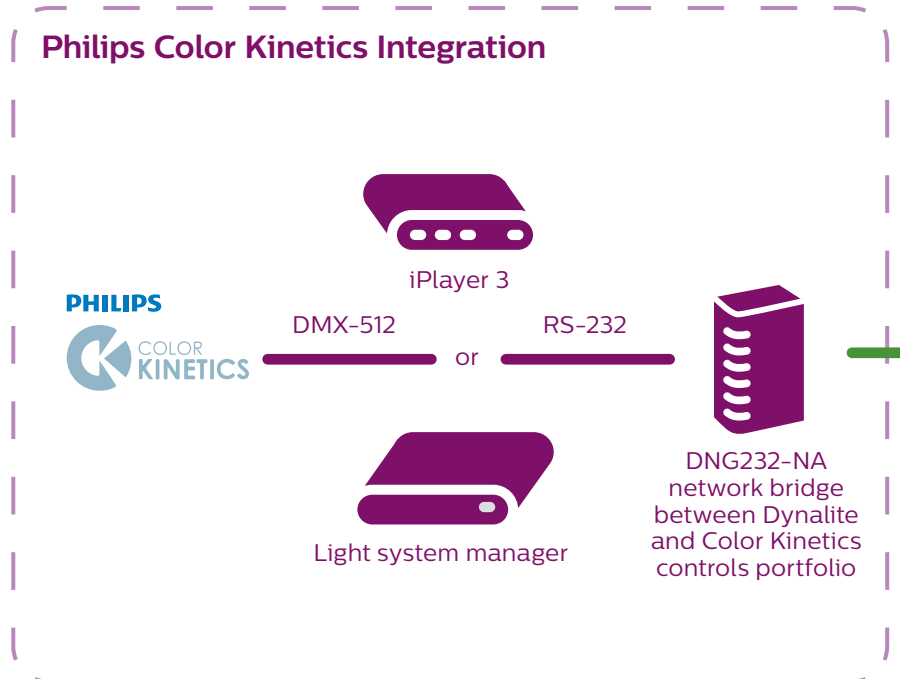 Philips Color Kinetics Integration
iPlayer 3
PHILIPS
COLOR
KINETICS
DMX-512
or
RS-232
Light system manager
DNG232-NA
network bridge
between Dynalite
and Color Kinetics
controls portfolio